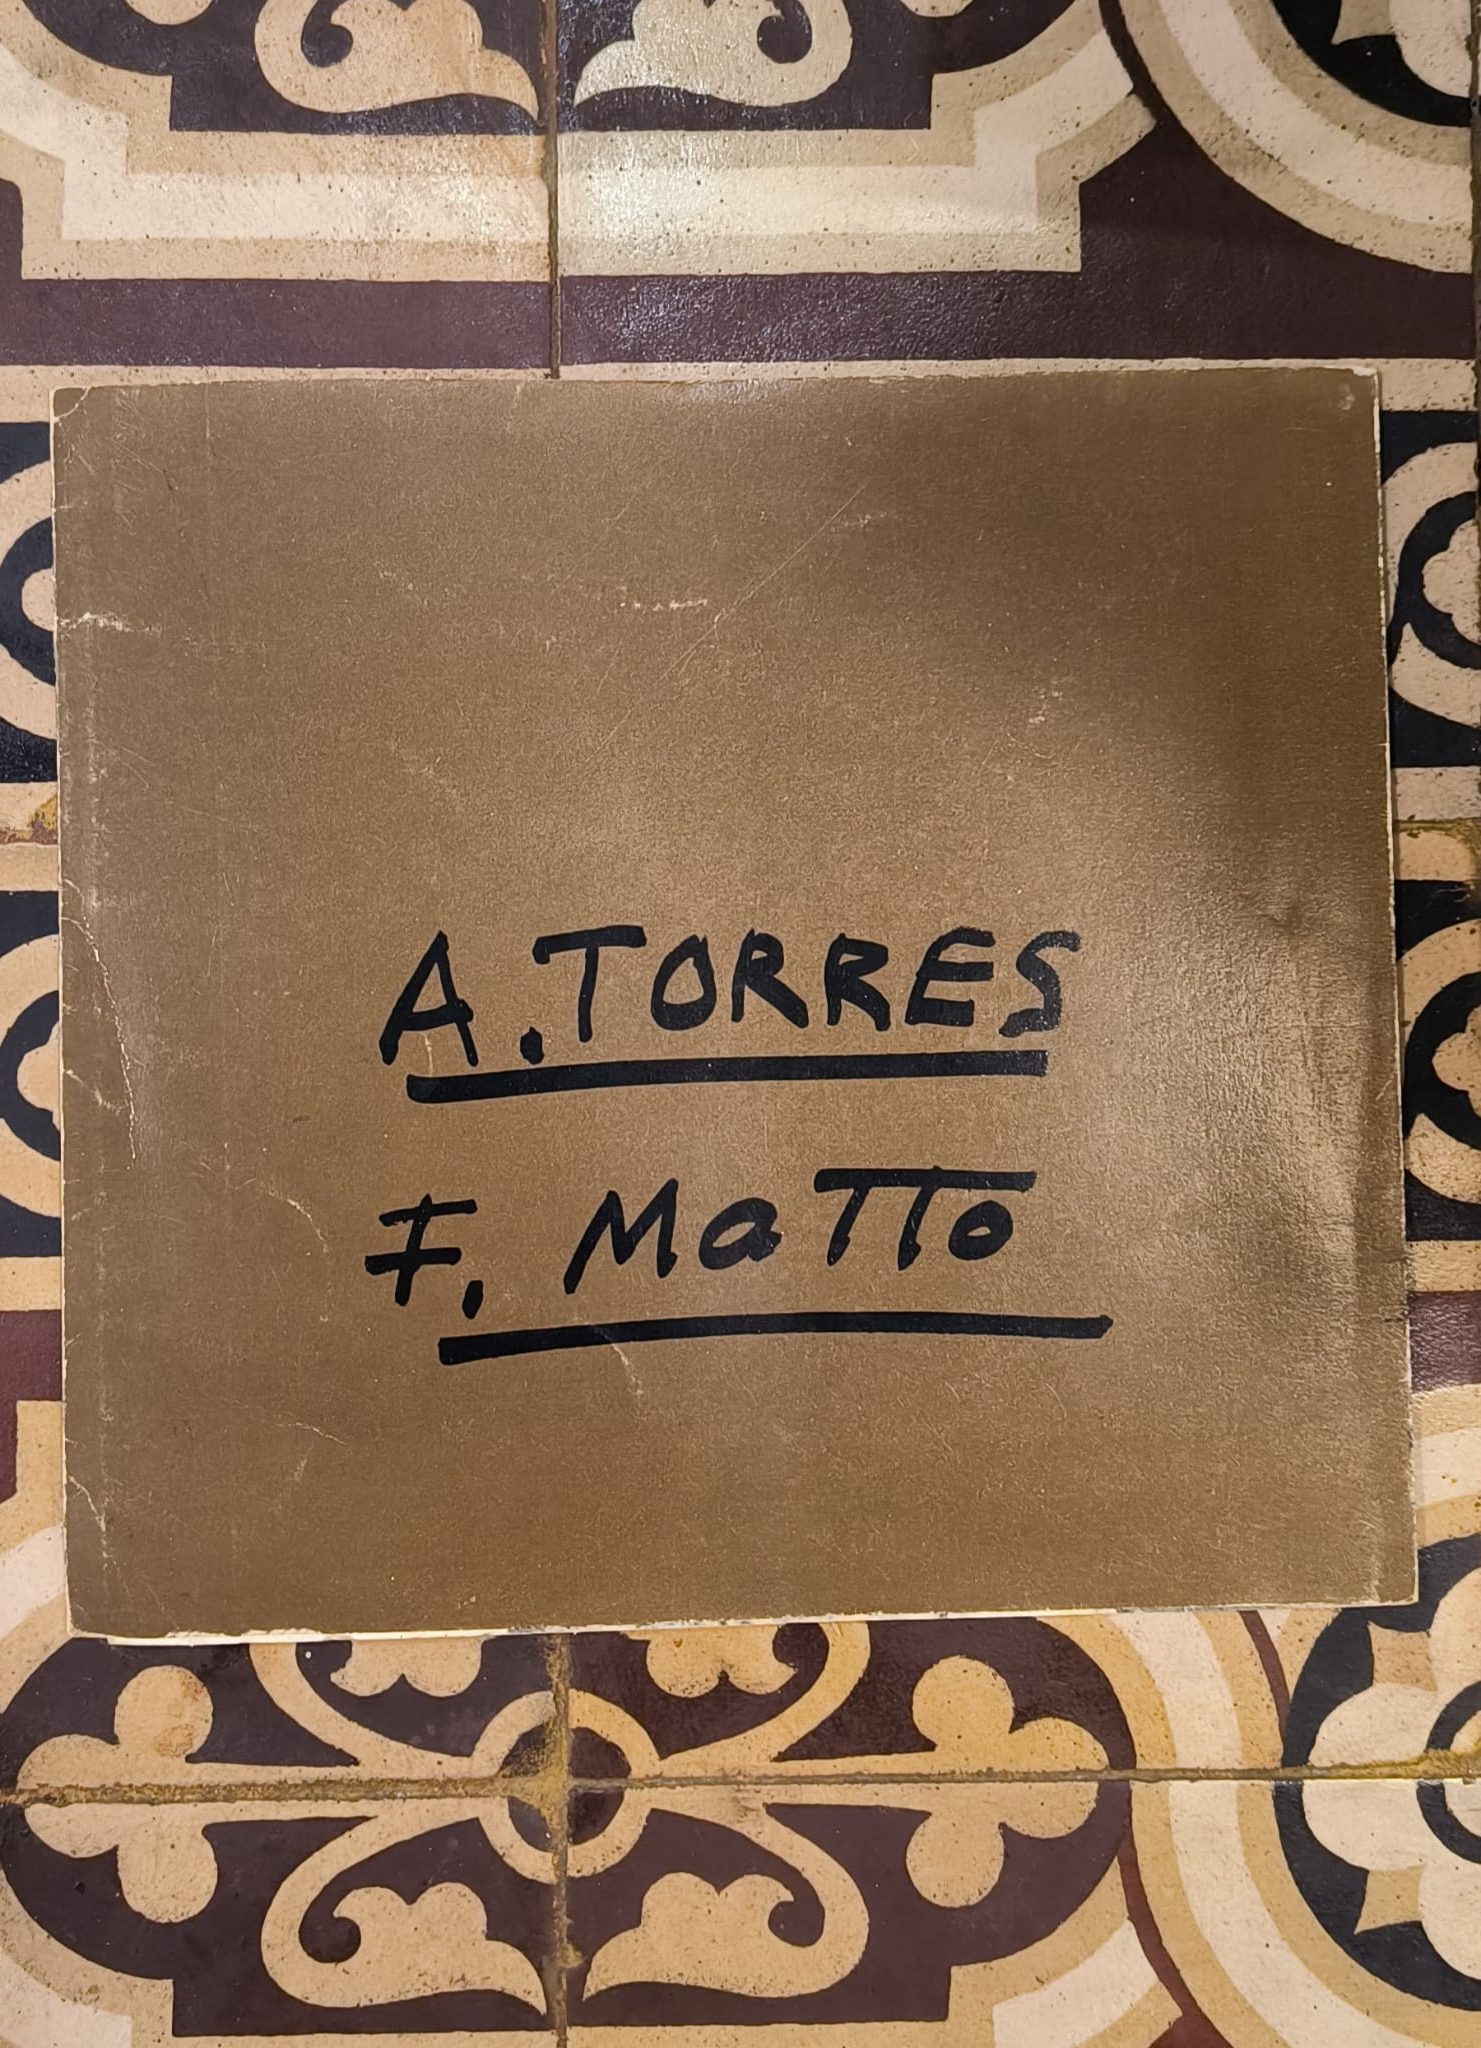 A. TORRES
F. MaTTo